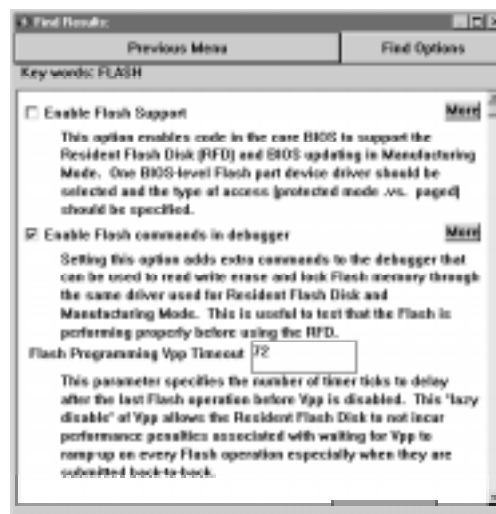 Find Results:
Previous Menu
Find Options
Key words: FLASH
Enable Flash Support
More
This option enables code in the core BIOS to support the
Resident Flash Disk (RFD) and BIOS updating in Manufacturing
Mode. One BIOS-level Flash part device driver should be
selected and the type of access (protected mode .vs. paged)
should be specified.
Enable Flash commands in debugger
More
Setting this option adds extra commands to the debugger that
can be used to read write erase and lock Flash memory through
the same driver used for Resident Flash Disk and
Manufacturing Mode. This is useful to test that the Flash is
performing properly before using the RFD.
Flash Programming Vpp Timeout 72
This parameter specifies the number of timer ticks to delay
after the last Flash operation before Vpp is disabled. This "lazy
disable" of Vpp allows the Resident Flash Disk to not incur
performance penalties associated with waiting for Vpp to
ramp-up on every Flash operation especially when they are
submitted back-to-back.